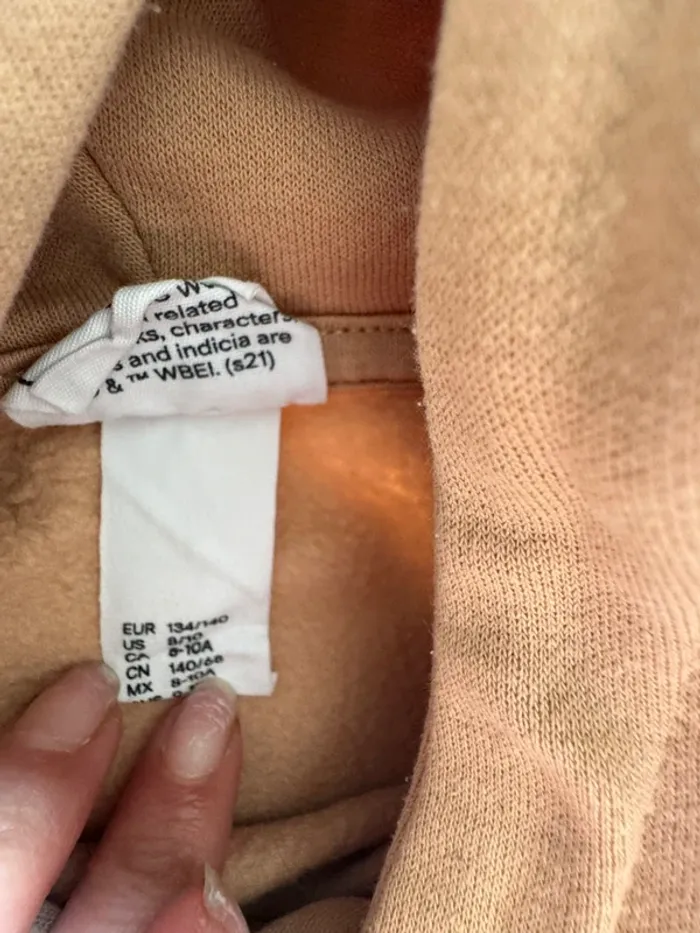 related
characters,
and indicia are
& ™ WBEI. (s21)
EUR 134/140
US 8/10
CA 8-10A
CN 140/68
MX 8-10A